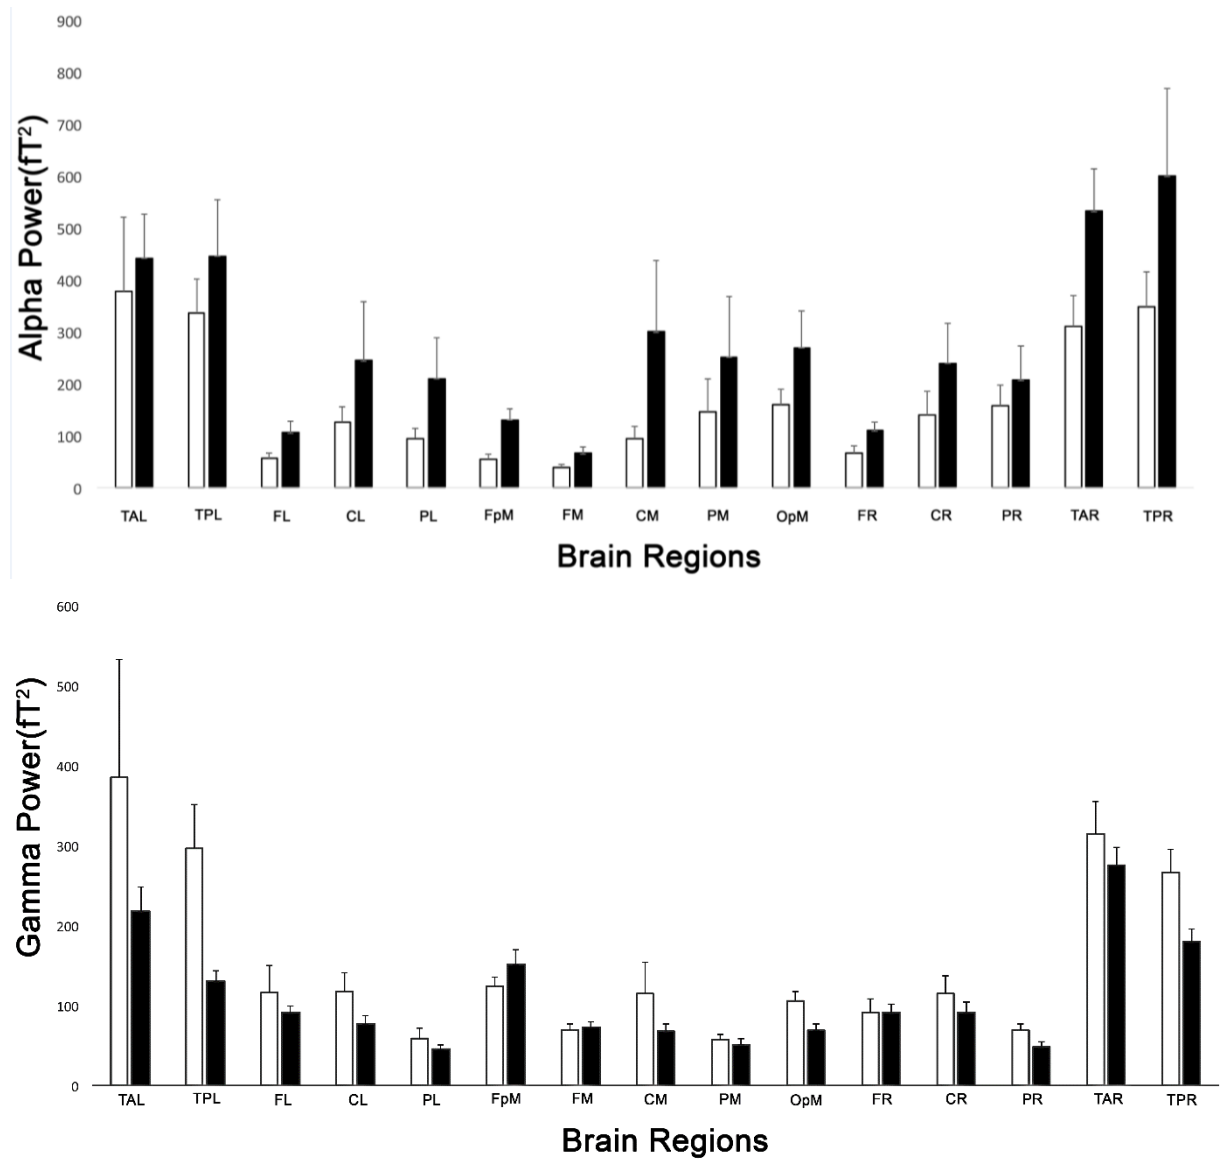 900
800
700
600
500
400
300
200
100
0
Alpha Power(fT²)
TAL TPL FL CL PL FpM FM CM PM OpM FR CR PR TAR TPR
Brain Regions
600
500
400
300
200
100
0
Gamma Power(fT²)
TAL TPL FL CL PL FpM FM CM PM OpM FR CR PR TAR TPR
Brain Regions